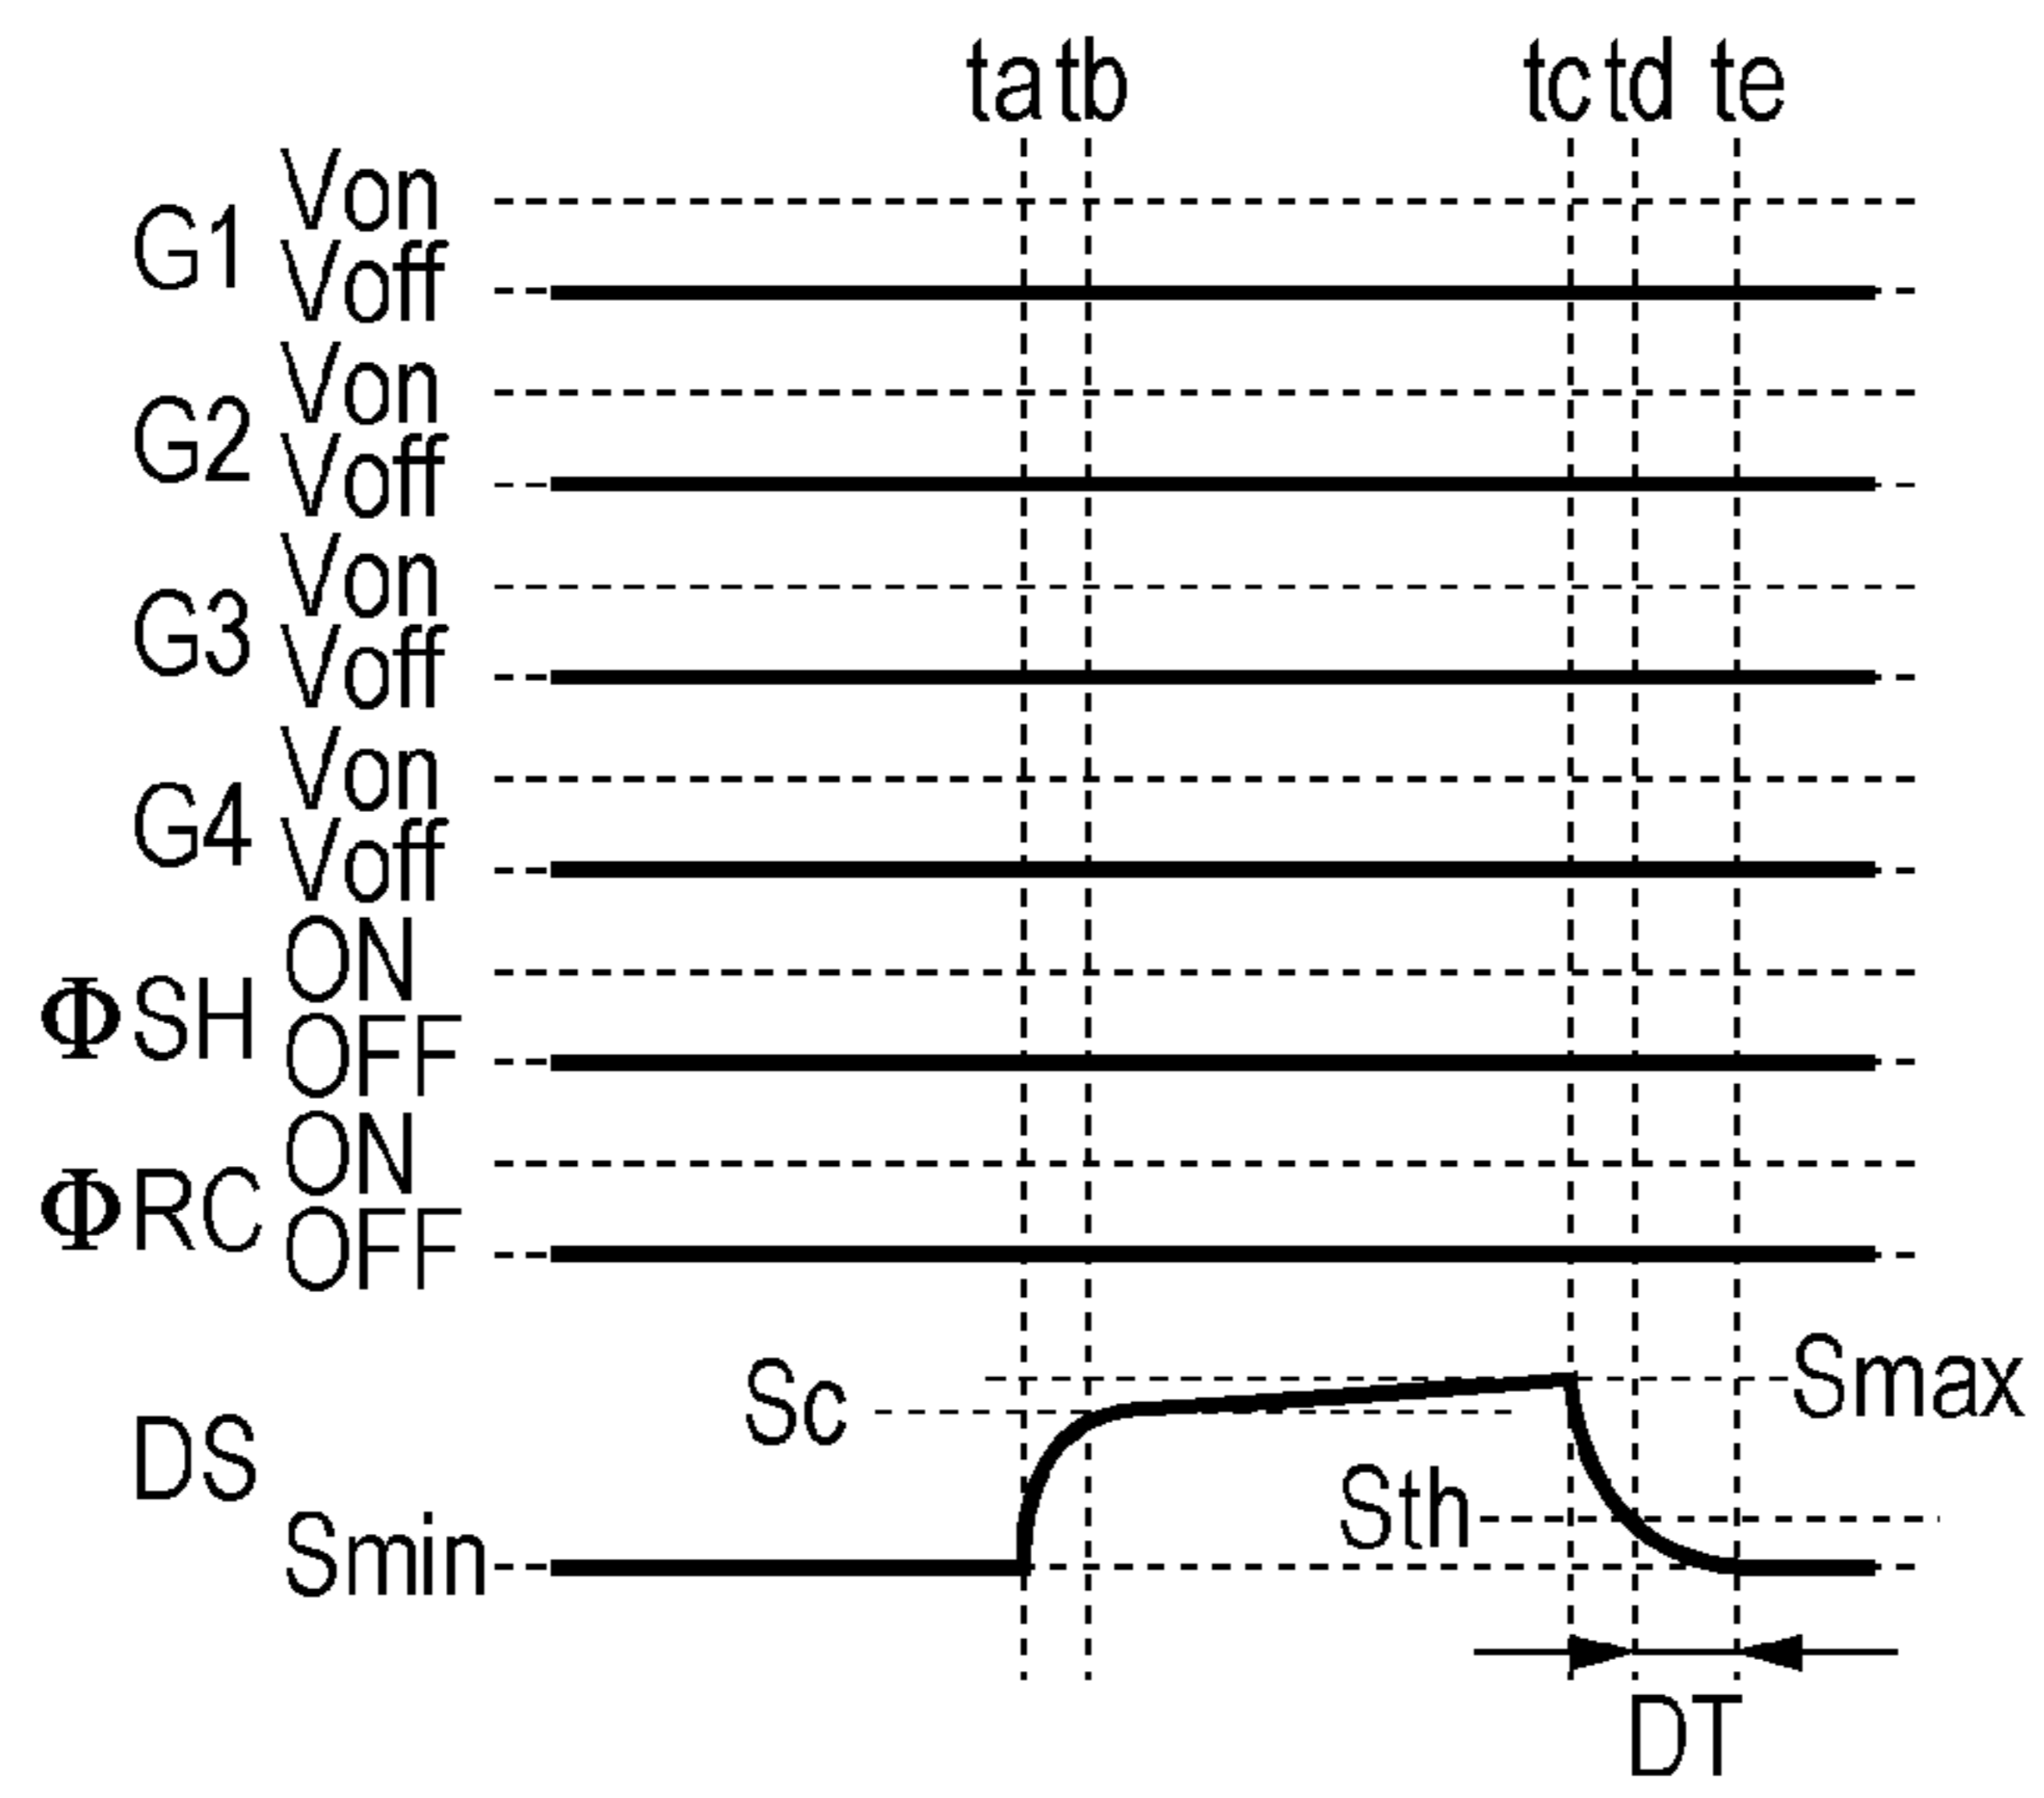 ta tb tc td te
G1 Von
Voff
G2 Von
Voff
G3 Von
Voff
G4 Von
Voff
ΦSH ON
OFF
ΦRC ON
OFF
Smax
Sc
DS
Sth
Smin
DT